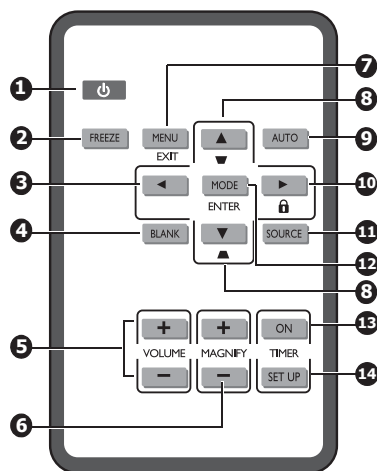 1
7
8
2
FREEZE
MENU
AUTO
9
EXIT
3
MODE
10
ENTER
4
BLANK
SOURCE
11
12
8
+
+
ON
13
5
VOLUME
MAGNIFY
TIMER
−
−
SET UP
14
6